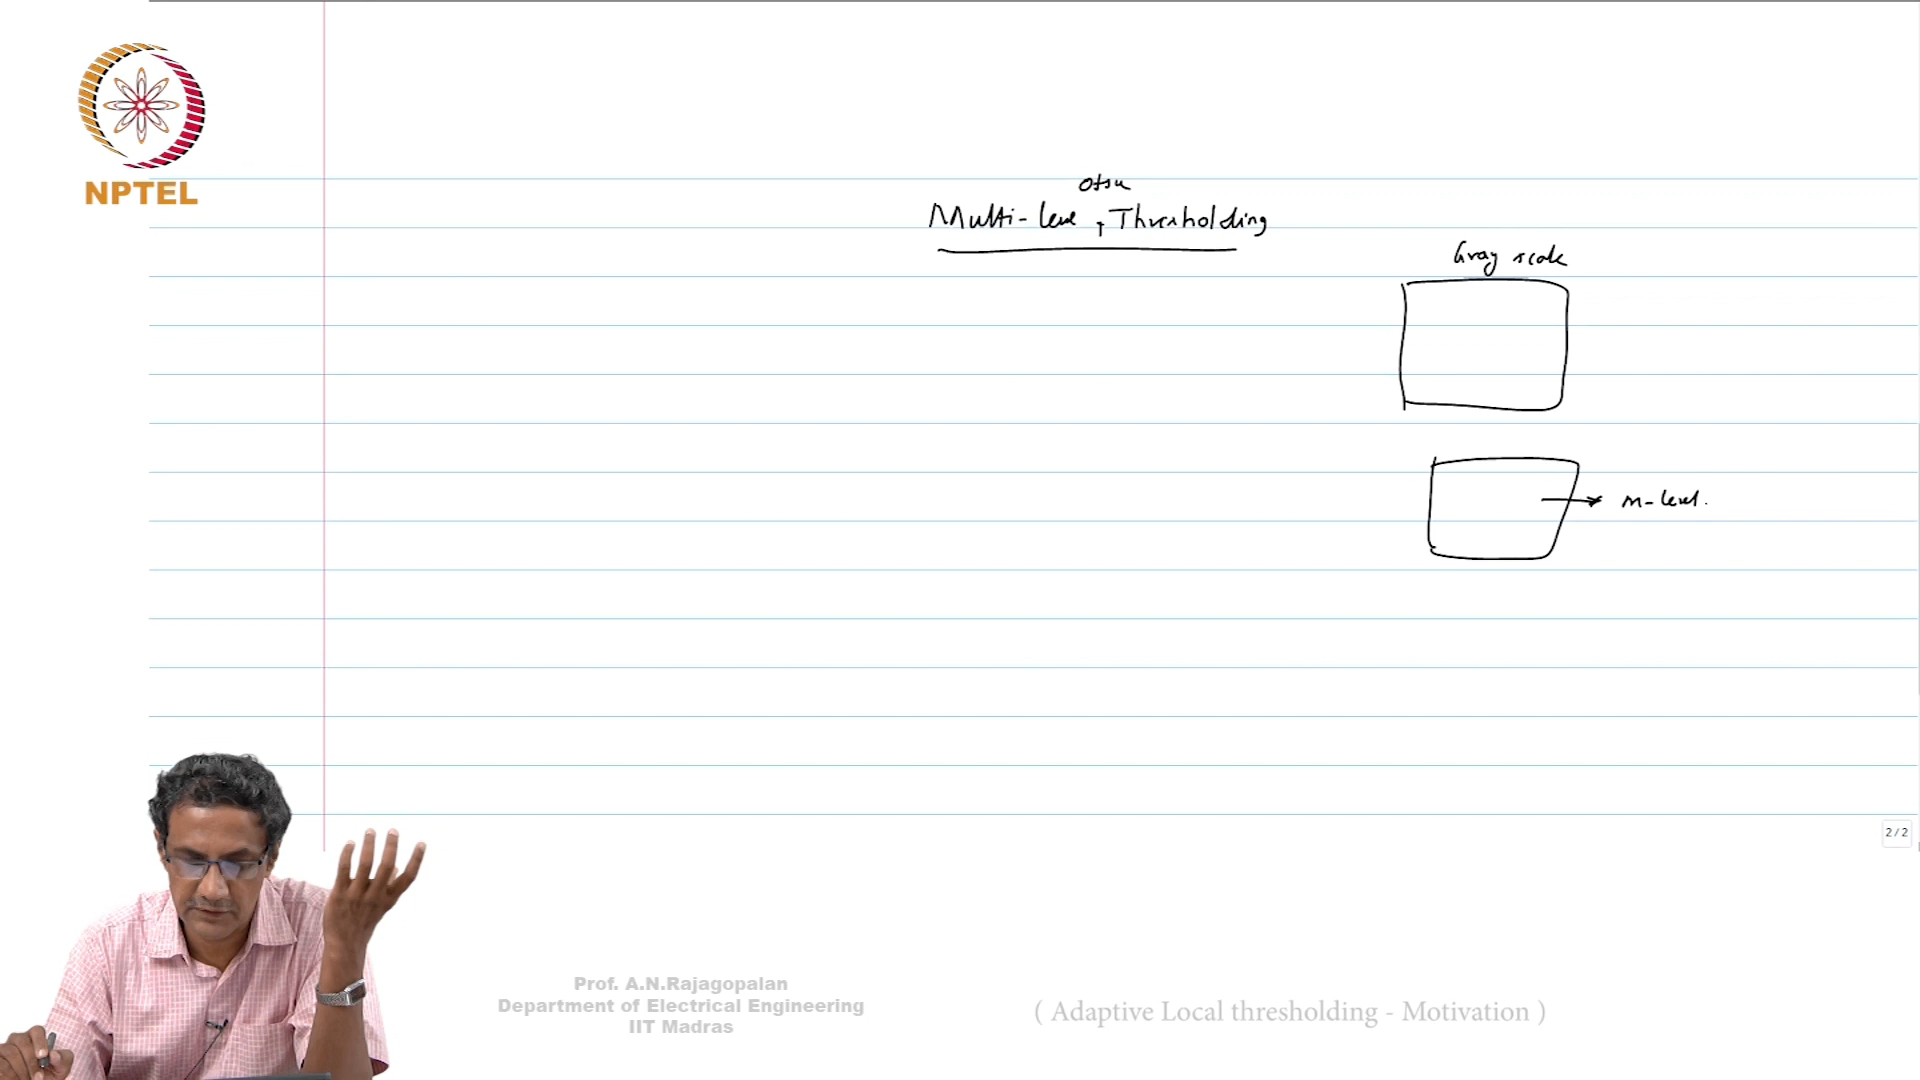 NPTEL
otsu
Multi-level Thresholding
Gray scale
m-level.
2/2
Prof. A.N.Rajagopalan
Department of Electrical Engineering
IIT Madras
( Adaptive Local thresholding - Motivation )